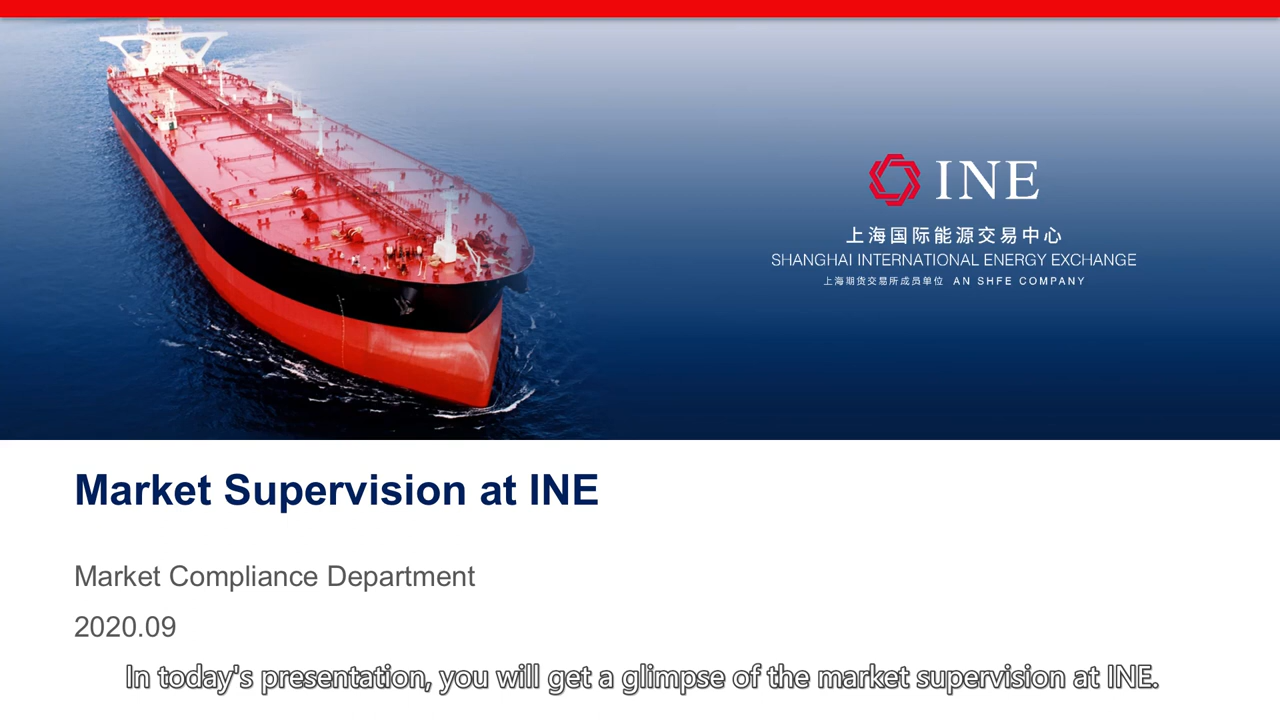 INE
上海国际能源交易中心
SHANGHAI INTERNATIONAL ENERGY EXCHANGE
上海期货交易所成员单位 AN SHFE COMPANY
Market Supervision at INE
Market Compliance Department
2020.09
In today's presentation, you will get a glimpse of the market supervision at INE.